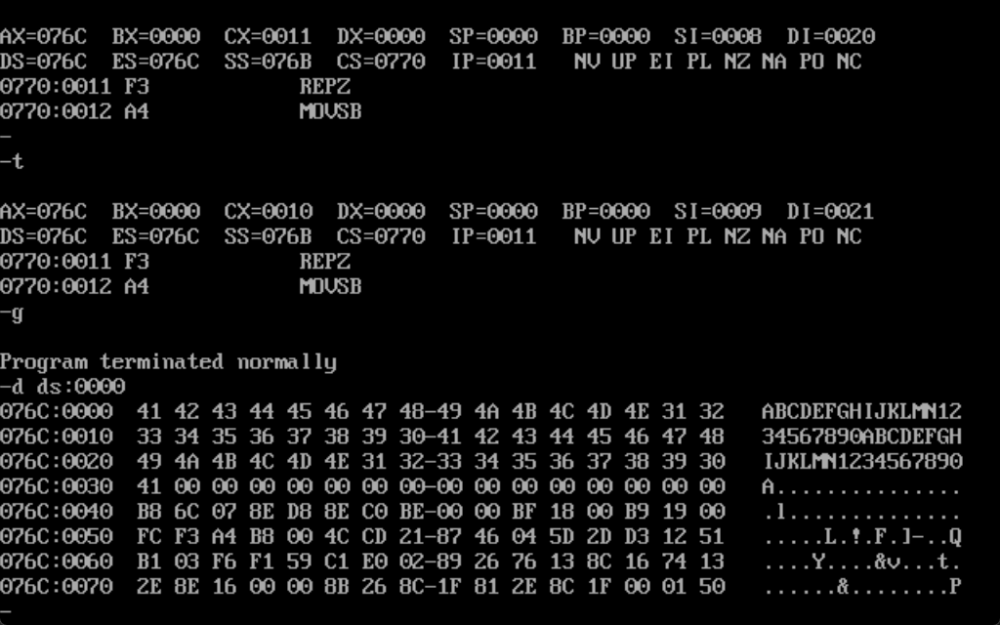 AX=076C  BX=0000  CX=0011  DX=0000  SP=0000  BP=0000  SI=0008  DI=0020
DS=076C  ES=076C  SS=076B  CS=0770  IP=0011   NV UP EI PL NZ NA PO NC
0770:0011 F3            REPZ
0770:0012 A4            MOVSB
-
-t
AX=076C  BX=0000  CX=0010  DX=0000  SP=0000  BP=0000  SI=0009  DI=0021
DS=076C  ES=076C  SS=076B  CS=0770  IP=0011   NV UP EI PL NZ NA PO NC
0770:0011 F3            REPZ
0770:0012 A4            MOVSB
-g
Program terminated normally
-d ds:0000
076C:0000  41 42 43 44 45 46 47 48-49 4A 4B 4C 4D 4E 31 32   ABCDEFGHIJKLMN12
076C:0010  33 34 35 36 37 38 39 30-41 42 43 44 45 46 47 48   34567890ABCDEFGH
076C:0020  49 4A 4B 4C 4D 4E 31 32-33 34 35 36 37 38 39 30   IJKLMN1234567890
076C:0030  41 00 00 00 00 00 00 00-00 00 00 00 00 00 00 00   A...............
076C:0040  B8 6C 07 8E D8 8E C0 BE-00 00 BF 18 00 B9 19 00   .l..............
076C:0050  FC F3 A4 B8 00 4C CD 21-87 46 04 5D 2D D3 12 51   .....L.!.F.]-..Q
076C:0060  B1 03 F6 F1 59 C1 E0 02-89 26 76 13 8C 16 74 13   ....Y....&v...t.
076C:0070  2E 8E 16 00 00 8B 26 8C-1F 81 2E 8C 1F 00 01 50   ......&........P
-